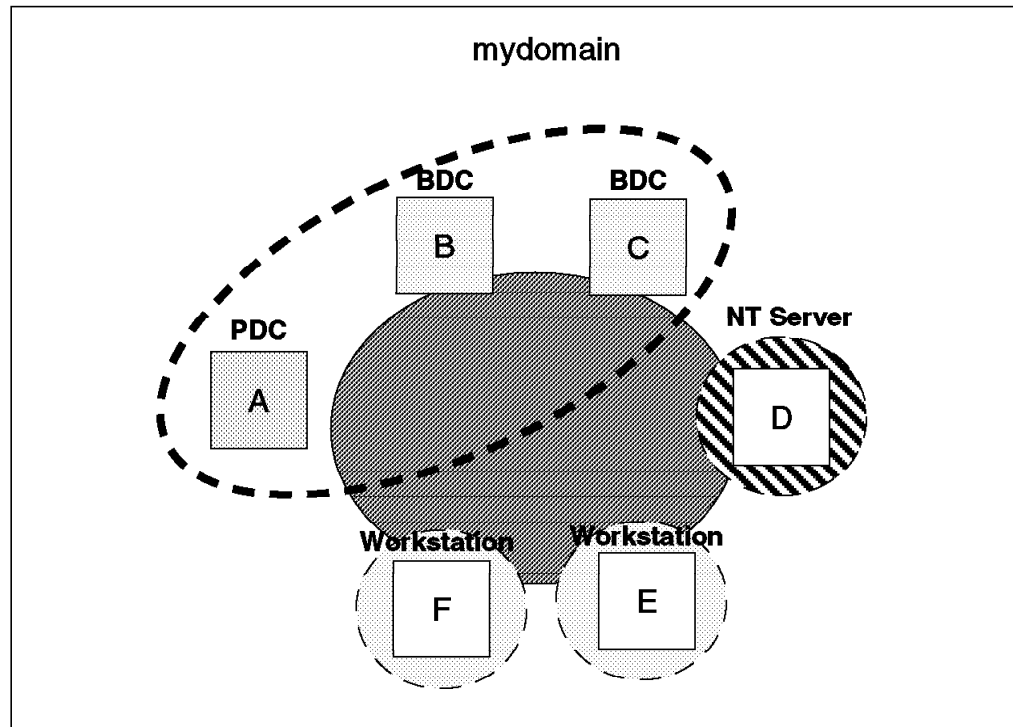 mydomain
BDC
BDC
B
C
NT Server
PDC
A
D
Workstation
Workstation
F
E